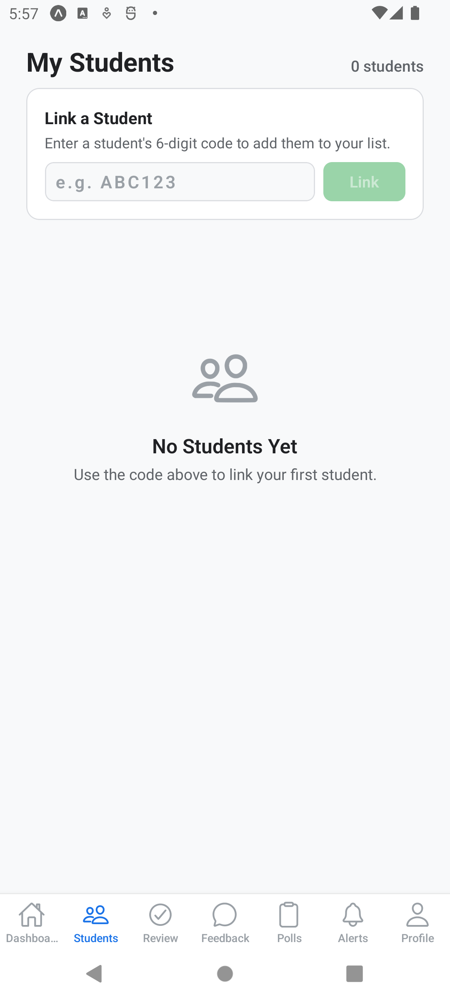 5:57
My Students
0 students
Link a Student
Enter a student's 6-digit code to add them to your list.
e.g. ABC123
Link
No Students Yet
Use the code above to link your first student.
Dashboa...
Students
Review
Feedback
Polls
Alerts
Profile